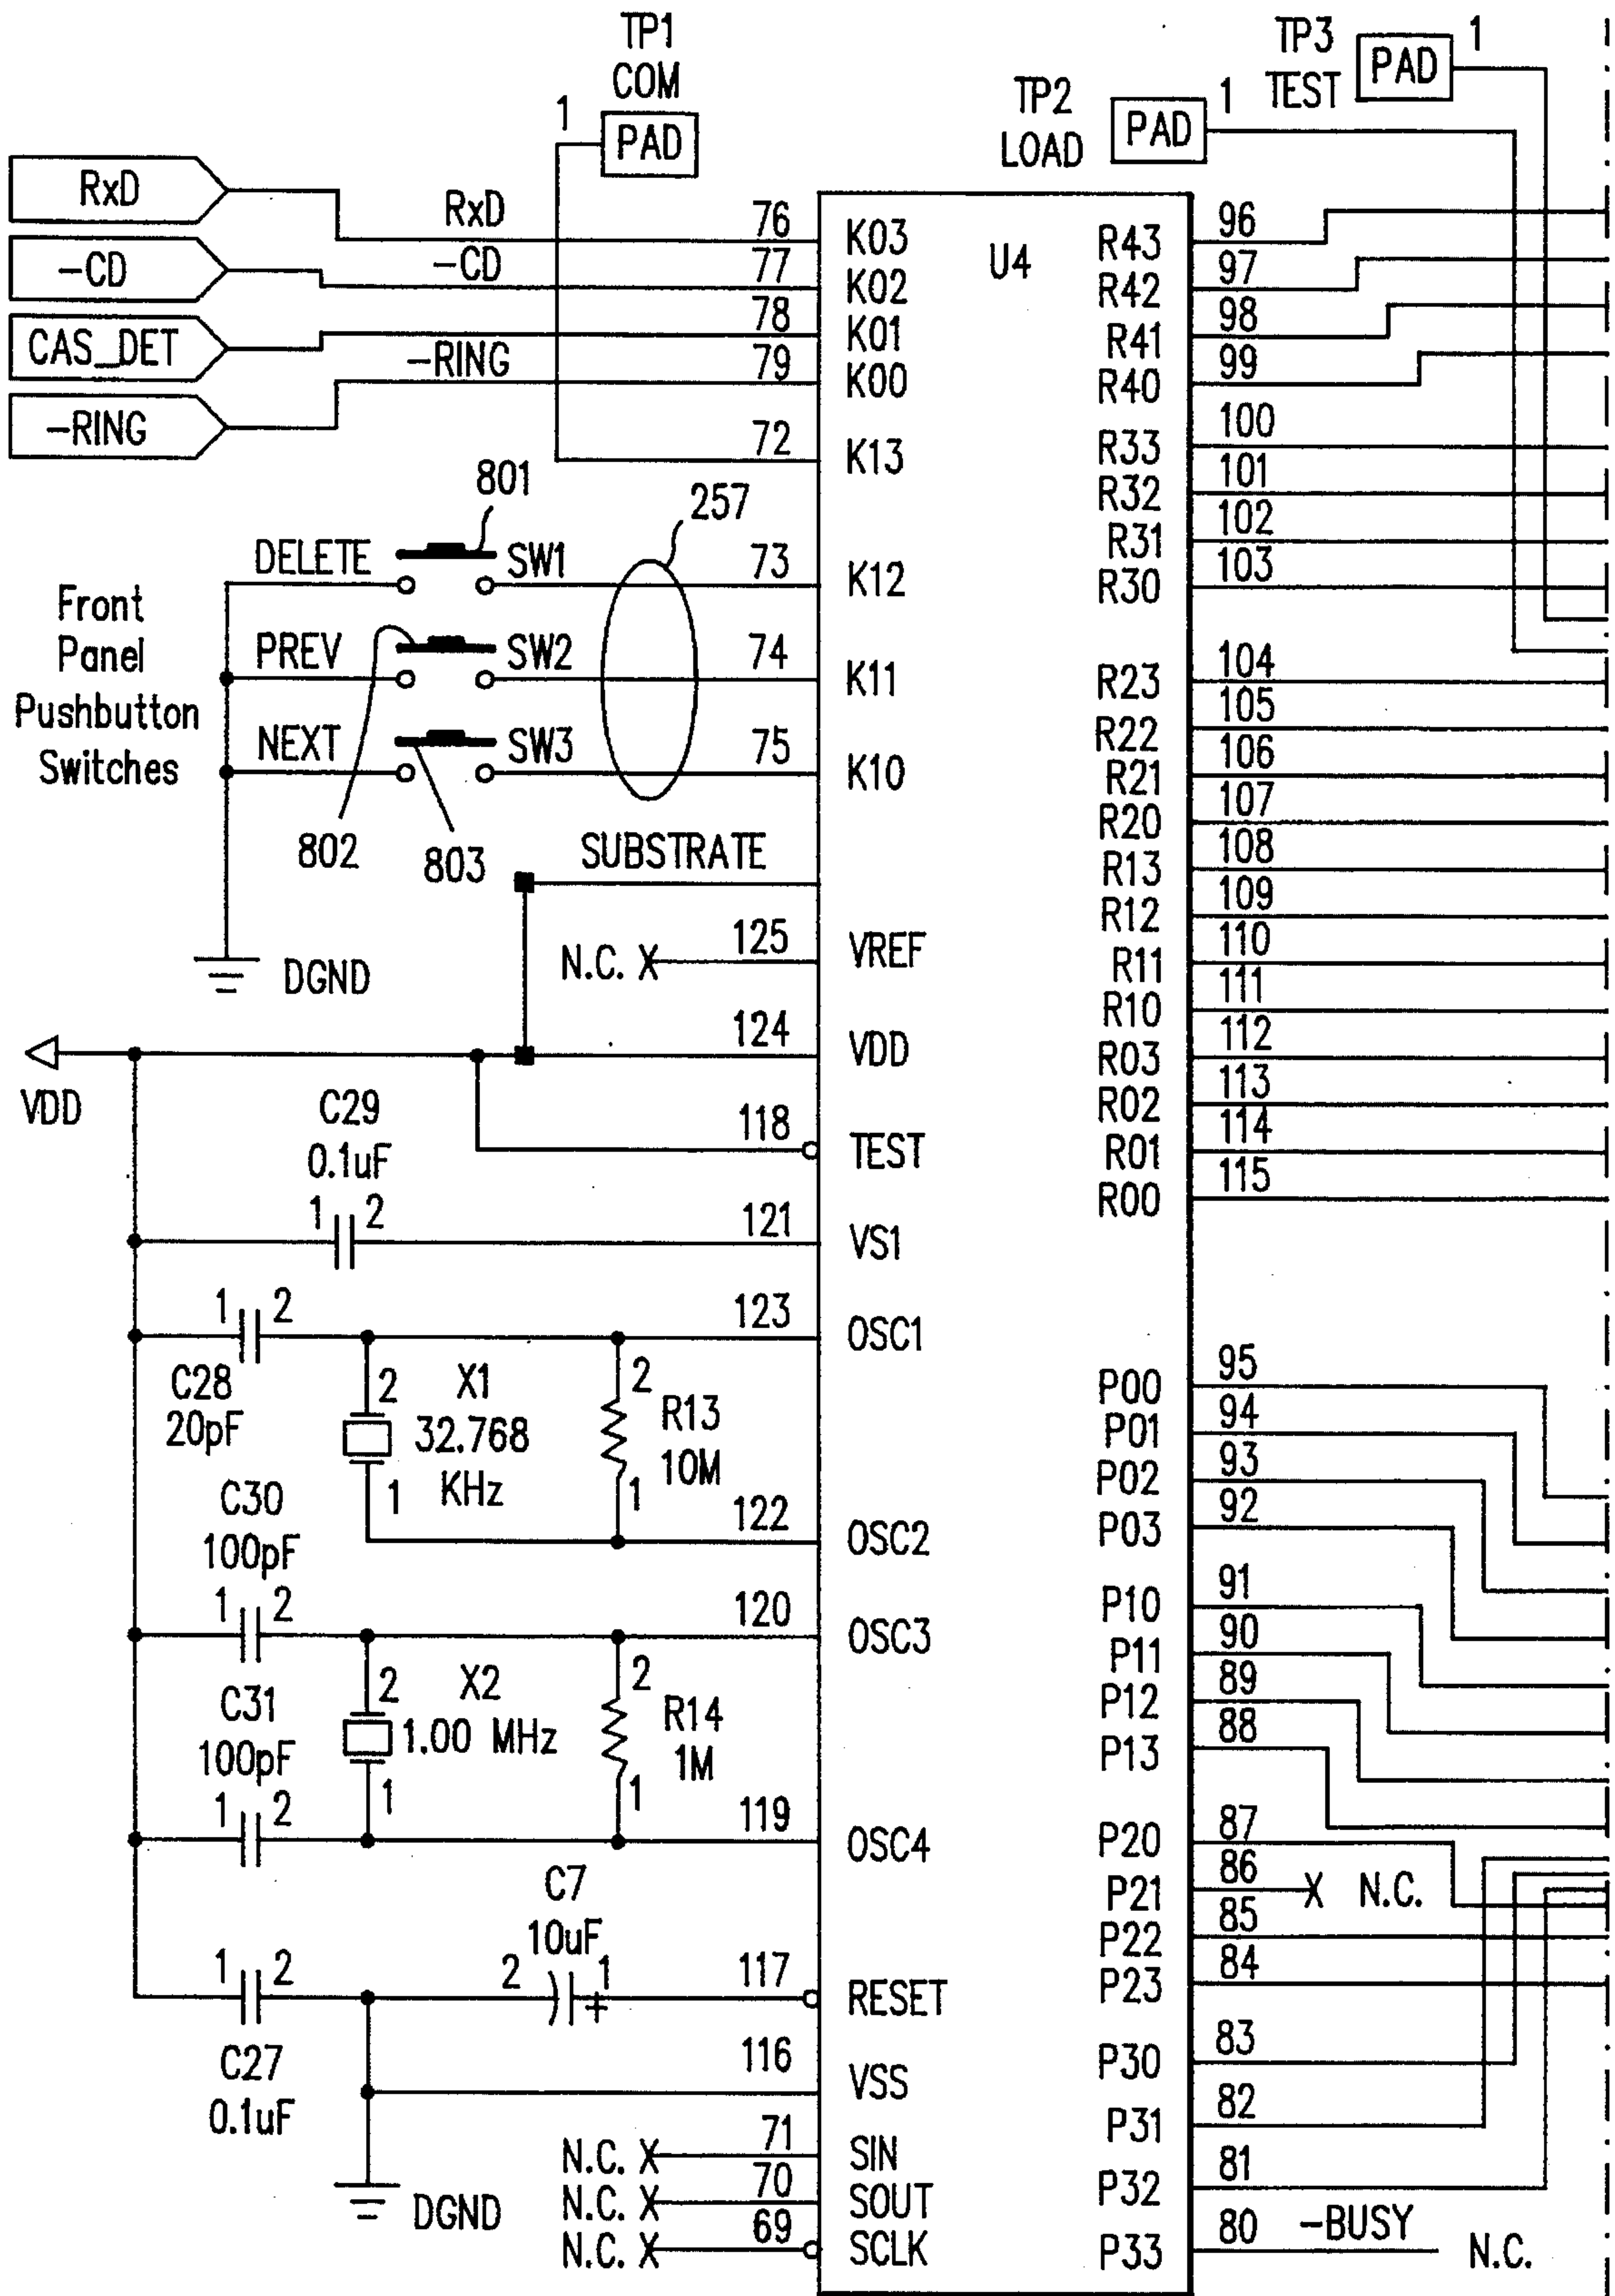 TP1
COM
1
PAD
TP2
LOAD
PAD
1
TP3
TEST
PAD
1
RxD
-CD
CAS_DET
-RING
RxD
-CD
-RING
76
77
78
79
72
K03
K02
K01
K00
K13
U4
Front
Panel
Pushbutton
Switches
DELETE
801
SW1
257
73
K12
PREV
SW2
74
K11
NEXT
SW3
75
K10
802
803
SUBSTRATE
DGND
N.C. X
125
VREF
VDD
124
VDD
118
TEST
C29
0.1uF
1
2
121
VS1
1
2
C28
20pF
123
OSC1
2
X1
32.768
KHz
1
2
R13
10M
1
122
OSC2
C30
100pF
1
2
120
OSC3
2
X2
1.00 MHz
1
2
R14
1M
1
C31
100pF
1
2
119
OSC4
C7
10uF
2
1
+
117
RESET
1
2
C27
0.1uF
116
VSS
DGND
N.C. X
71
SIN
N.C. X
70
SOUT
N.C. X
69
SCLK
R43
96
R42
97
R41
98
R40
99
R33
100
R32
101
R31
102
R30
103
R23
104
R22
105
R21
106
R20
107
R13
108
R12
109
R11
110
R10
111
R03
112
R02
113
R01
114
R00
115
P00
95
P01
94
P02
93
P03
92
P10
91
P11
90
P12
89
P13
88
P20
87
P21
86
X N.C.
P22
85
P23
84
P30
83
P31
82
P32
81
P33
80
-BUSY
N.C.